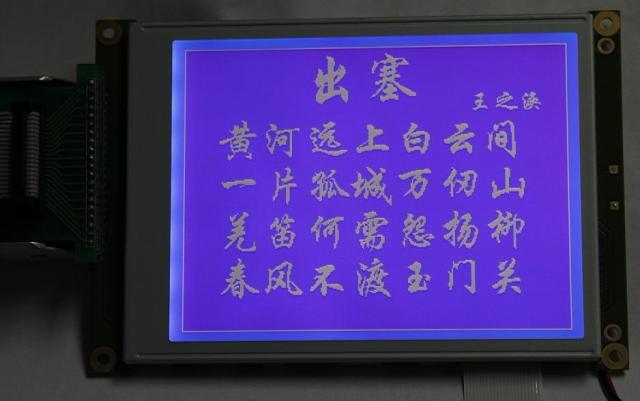 出塞
王之涣
黄河远上白云间
一片孤城万仞山
羌笛何需怨扬柳
春风不渡玉门关